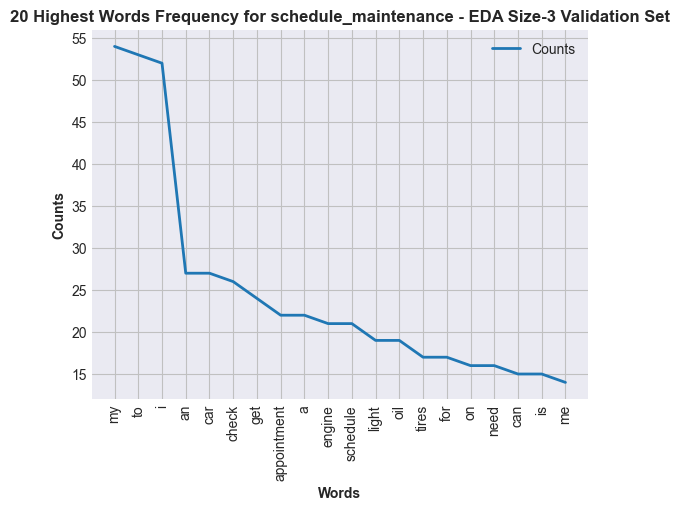 20 Highest Words Frequency for schedule_maintenance - EDA Size-3 Validation Set
Counts
55
50
45
40
35
30
25
20
15
Counts
my
to
i
an
car
check
get
appointment
a
engine
schedule
light
oil
tires
for
on
need
can
is
me
Words